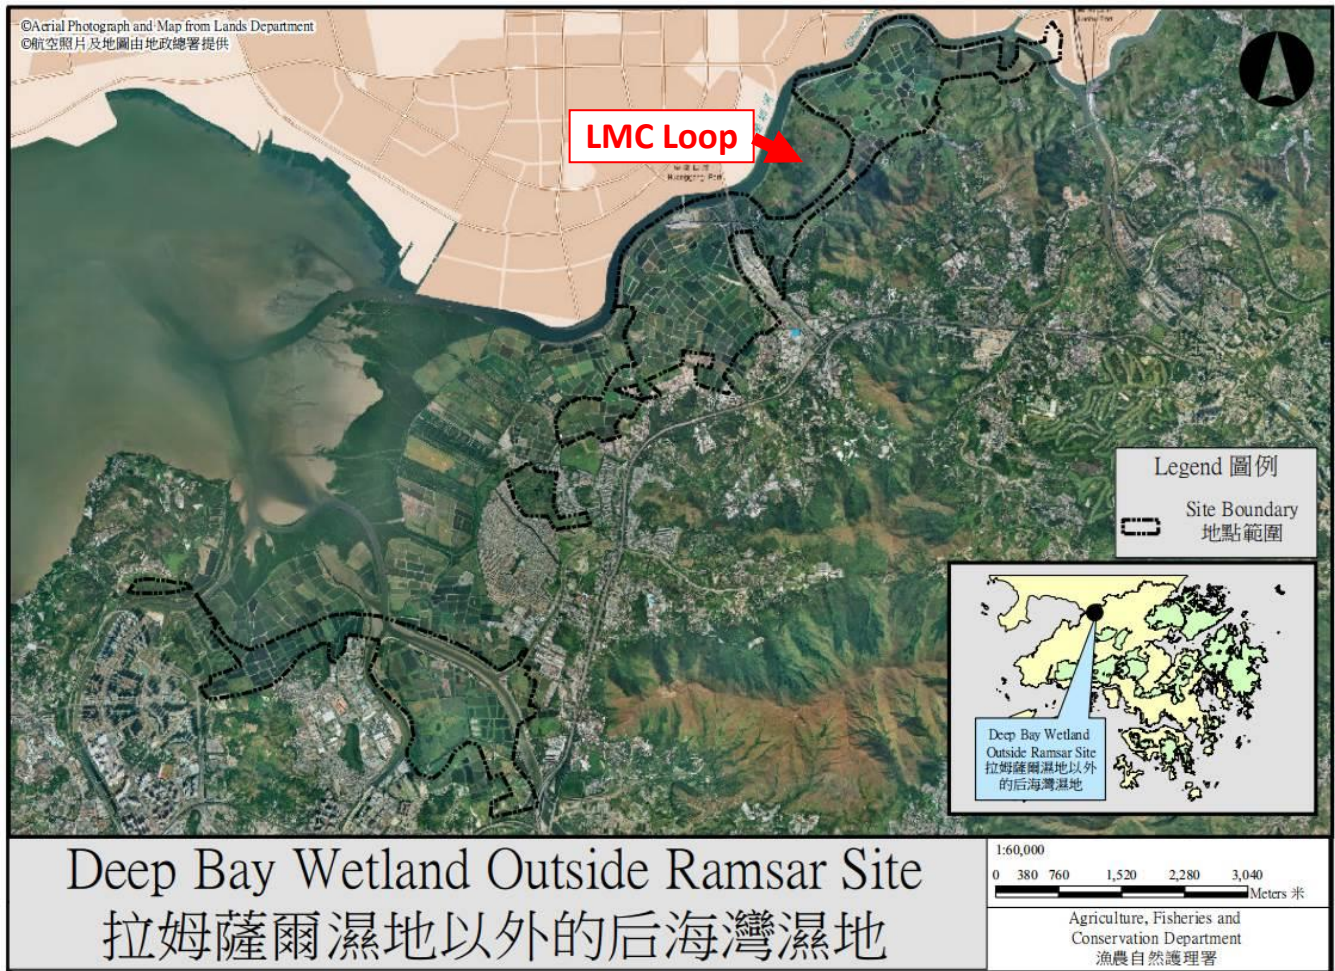 ©Aerial Photograph and Map from Lands Department
©航空照片及地圖由地政總署提供
LMC Loop
Huanggang Port
Legend 圖例
Site Boundary
地點範圍
Deep Bay Wetland
Outside Ramsar Site
拉姆薩爾濕地以外
的后海灣濕地
Deep Bay Wetland Outside Ramsar Site
拉姆薩爾濕地以外的后海灣濕地
1:60,000
0 380 760 1,520 2,280 3,040
Meters 米
Agriculture, Fisheries and
Conservation Department
漁農自然護理署